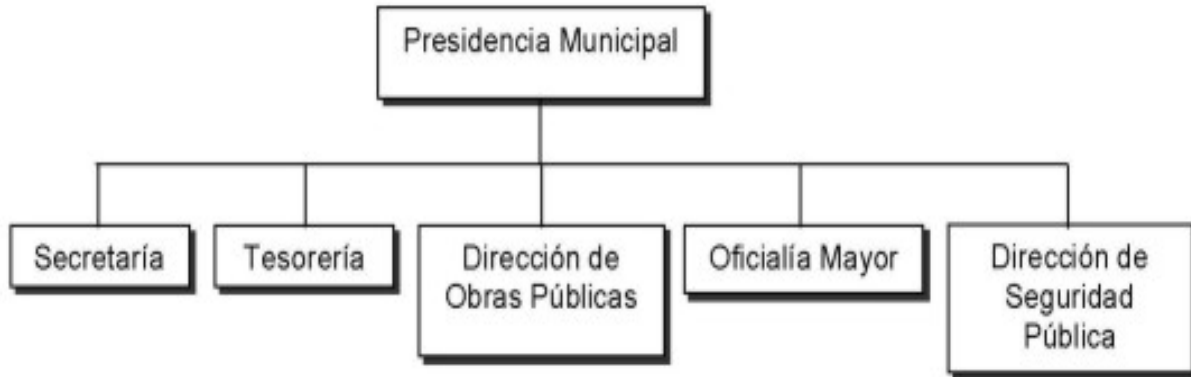 Presidencia Municipal
Secretaría
Tesorería
Dirección de
Obras Públicas
Oficialía Mayor
Dirección de
Seguridad
Pública